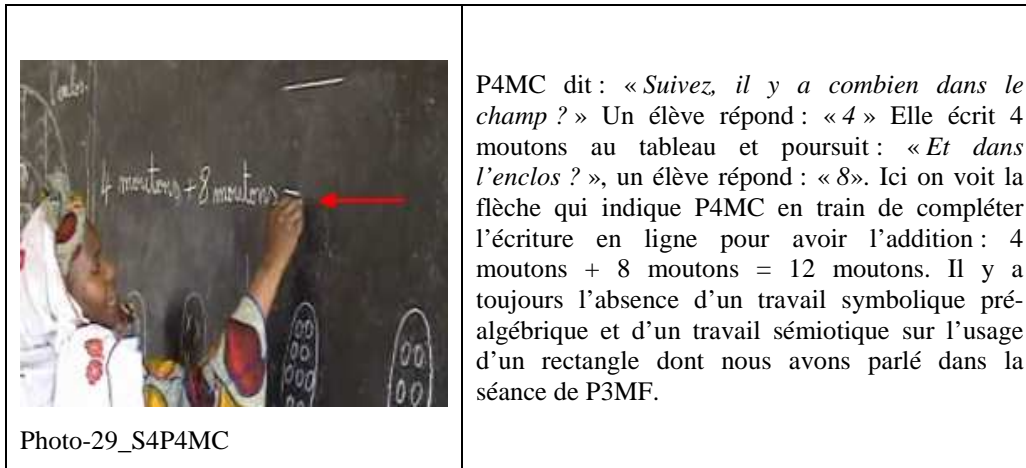 4 moutons + 8 moutons =
Photo-29_S4P4MC
P4MC dit : « Suivez, il y a combien dans le
champ ? » Un élève répond : « 4 » Elle écrit 4
moutons au tableau et poursuit : « Et dans
l'enclos ? », un élève répond : « 8». Ici on voit la
flèche qui indique P4MC en train de compléter
l'écriture en ligne pour avoir l'addition : 4
moutons + 8 moutons = 12 moutons. Il y a
toujours l'absence d'un travail symbolique pré-
algébrique et d'un travail sémiotique sur l'usage
d'un rectangle dont nous avons parlé dans la
séance de P3MF.